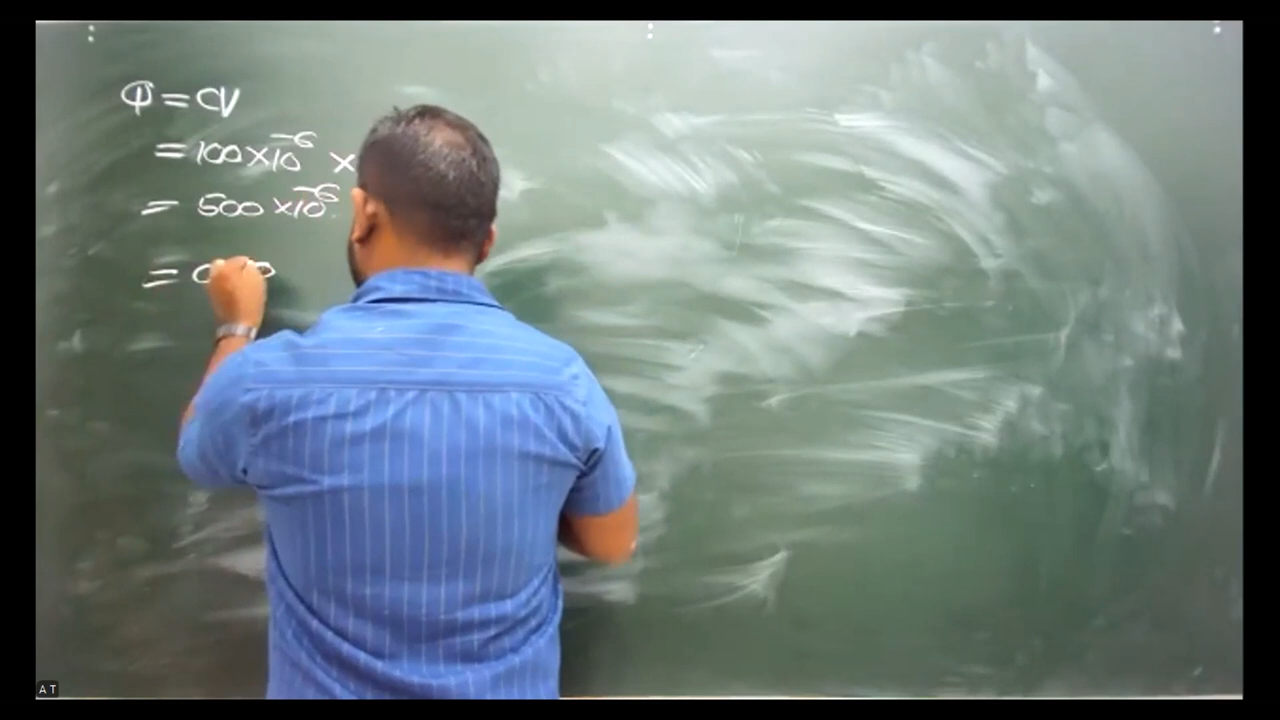 Q = CV
= 100 × 10⁻⁶ ×
= 500 × 10⁻⁶
=
A T